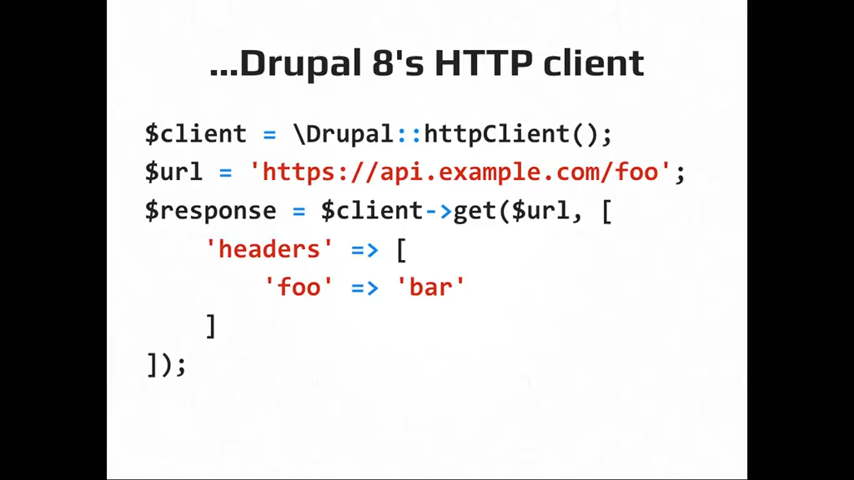 ...Drupal 8's HTTP client
$client = \Drupal::httpClient();
$url = 'https://api.example.com/foo';
$response = $client->get($url, [
    'headers' => [
        'foo' => 'bar'
    ]
]);